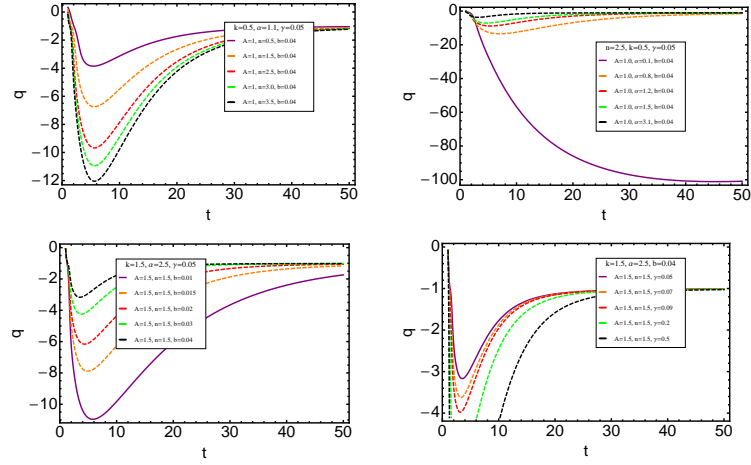 k=0.5, α=1.1, γ=0.05
A=1, n=0.5, b=0.04
A=1, n=1.5, b=0.04
A=1, n=2.5, b=0.04
A=1, n=3.0, b=0.04
A=1, n=3.5, b=0.04
0
−2
−4
−6
−8
−10
−12
q
0
10
20
30
40
50
t
n=2.5, k=0.5, γ=0.05
A=1.0, α=0.1, b=0.04
A=1.0, α=0.8, b=0.04
A=1.0, α=1.2, b=0.04
A=1.0, α=1.5, b=0.04
A=1.0, α=3.1, b=0.04
0
−20
−40
−60
−80
−100
q
0
10
20
30
40
50
t
k=1.5, α=2.5, γ=0.05
A=1.5, n=1.5, b=0.01
A=1.5, n=1.5, b=0.015
A=1.5, n=1.5, b=0.02
A=1.5, n=1.5, b=0.03
A=1.5, n=1.5, b=0.04
0
−2
−4
−6
−8
−10
q
0
10
20
30
40
50
t
k=1.5, α=2.5, b=0.04
A=1.5, n=1.5, γ=0.05
A=1.5, n=1.5, γ=0.07
A=1.5, n=1.5, γ=0.09
A=1.5, n=1.5, γ=0.2
A=1.5, n=1.5, γ=0.5
−1
−2
−3
−4
q
0
10
20
30
40
50
t